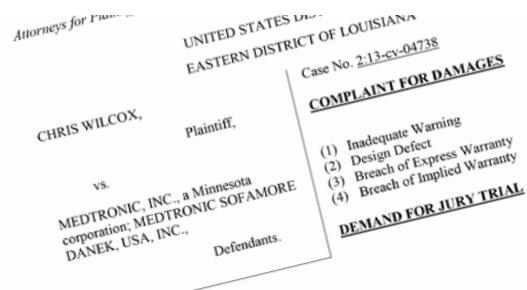 Attorneys for
UNITED STATES
EASTERN DISTRICT OF LOUISIANA
CHRIS WILCOX,
Plaintiff,
vs.
MEDTRONIC, INC., a Minnesota
corporation; MEDTRONIC SOFAMORE
DANEK, USA, INC.,
Defendants.
Case No. 2:13-cv-04738
COMPLAINT FOR DAMAGES
(1) Inadequate Warning
(2) Design Defect
(3) Breach of Express Warranty
(4) Breach of Implied Warranty
DEMAND FOR JURY TRIAL